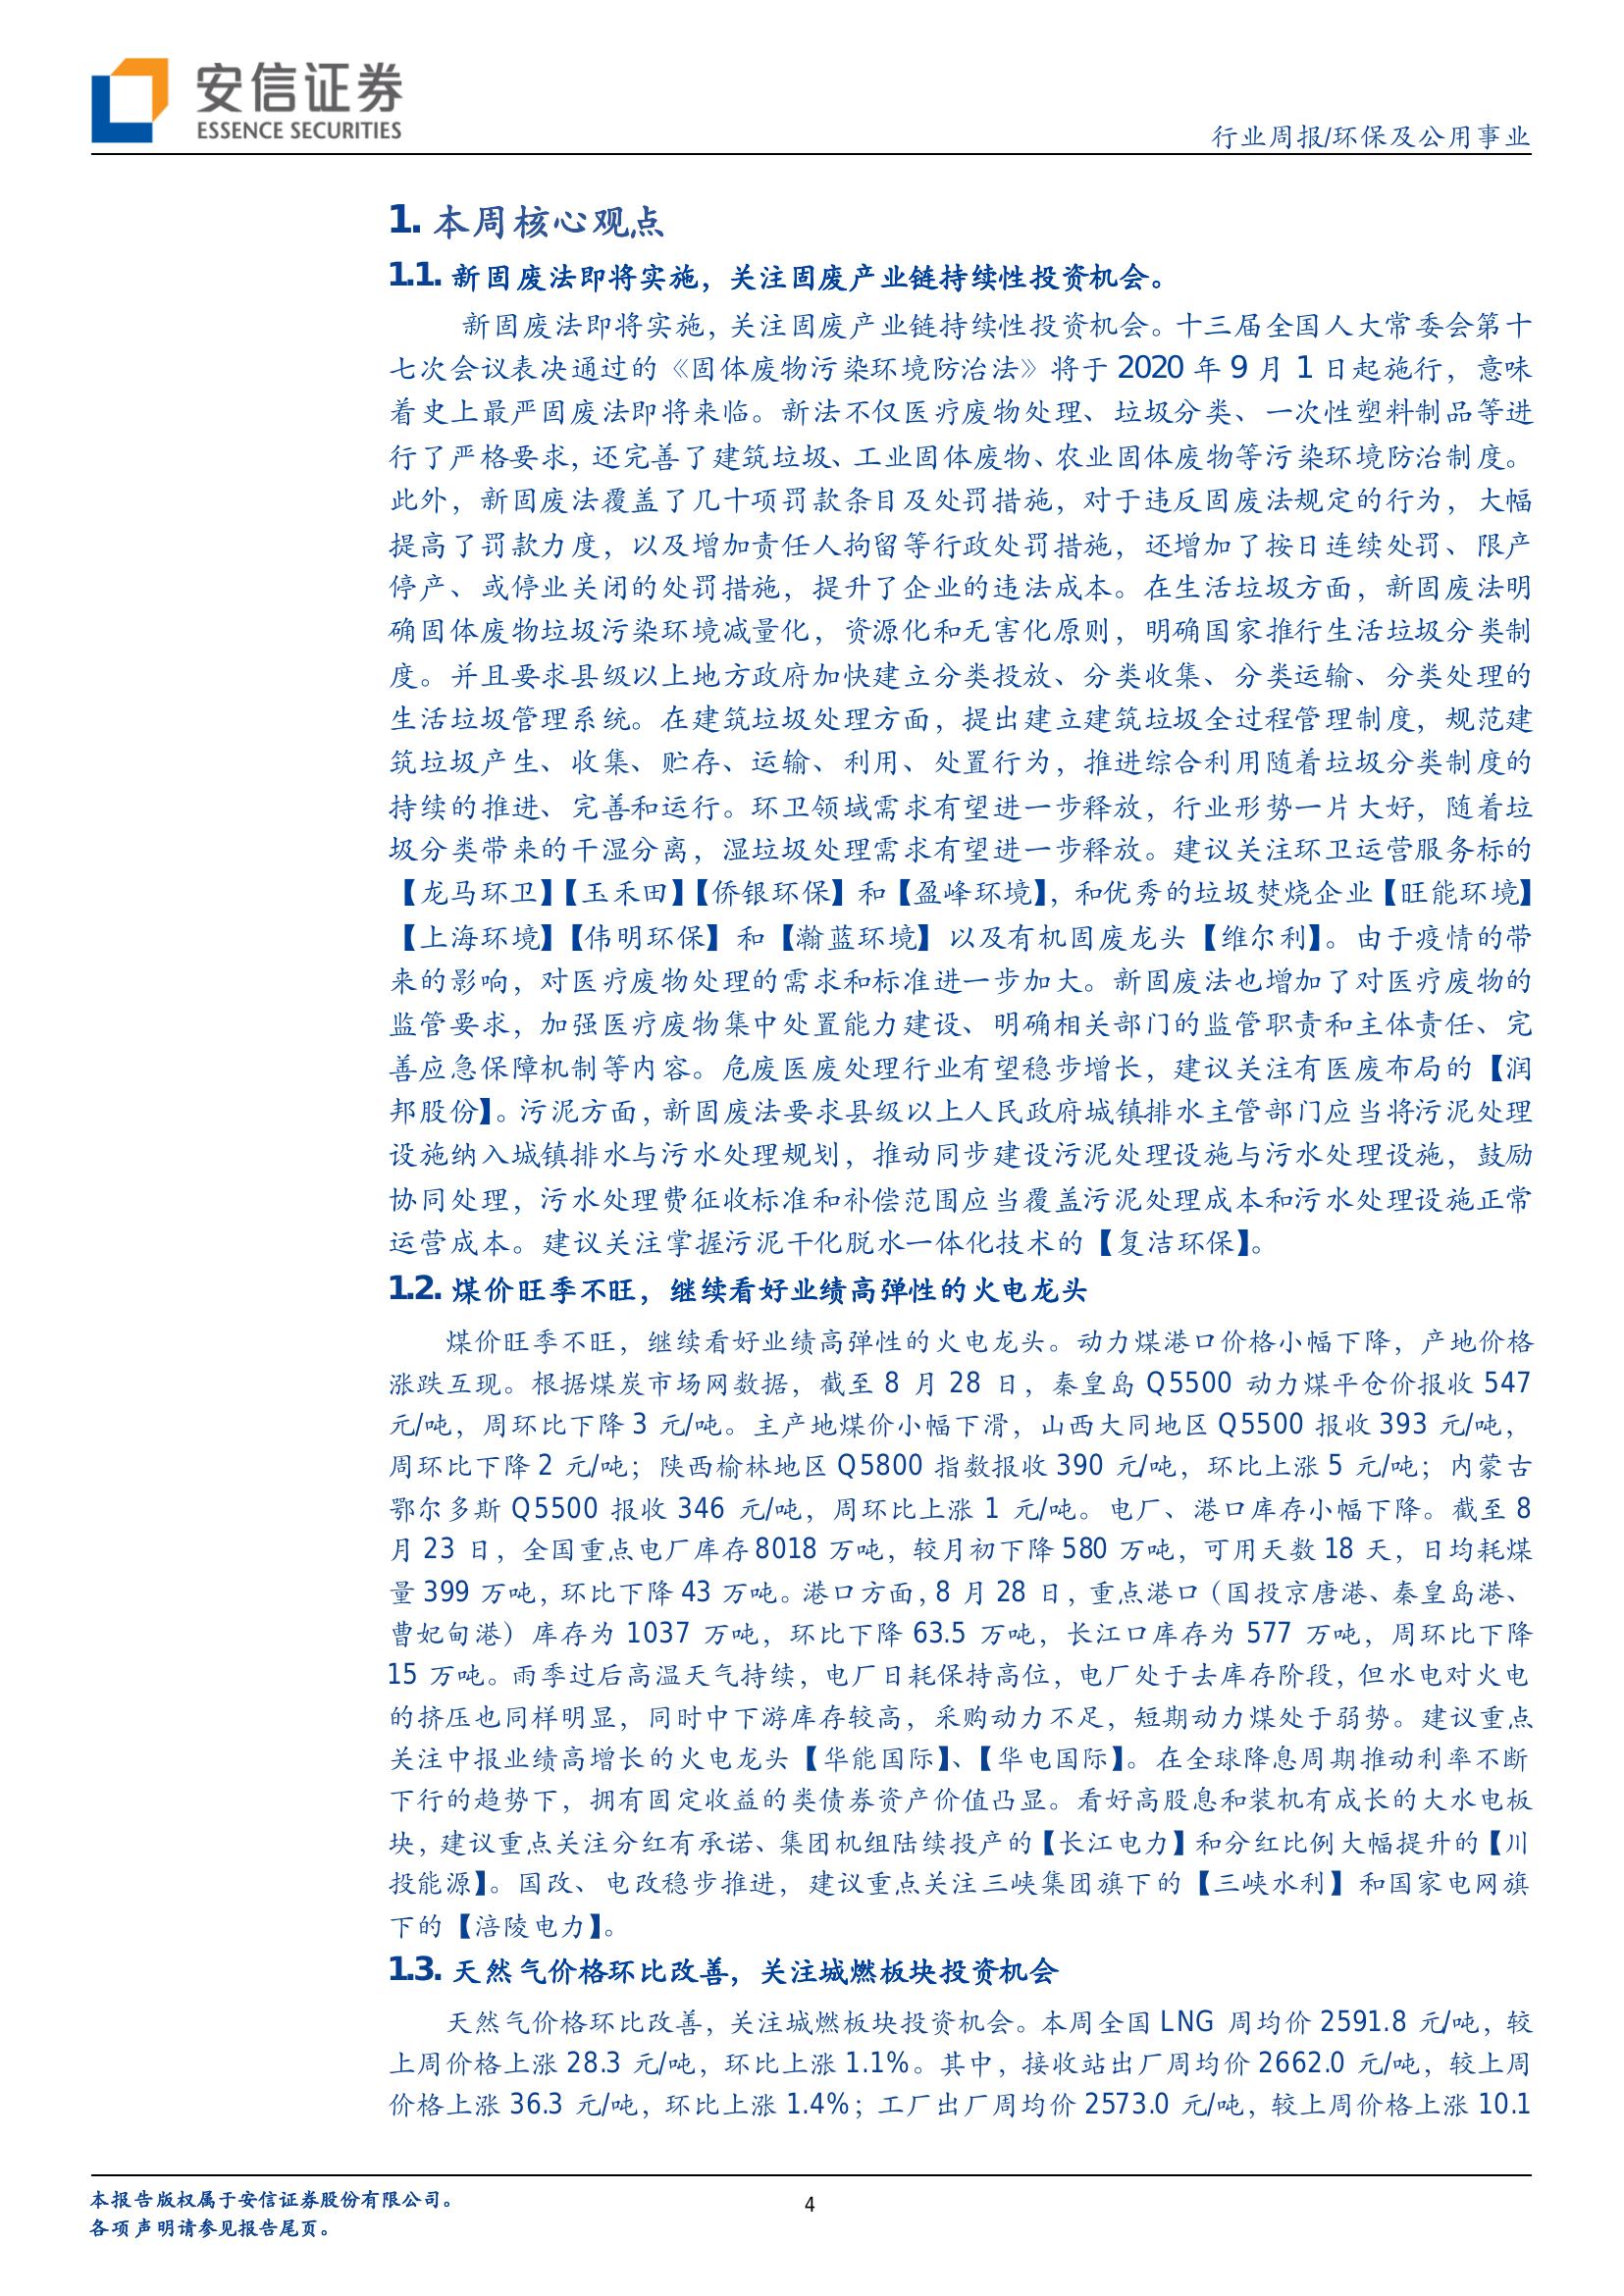 安信证券
ESSENCE SECURITIES
行业周报/环保及公用事业
1. 本周核心观点
1.1. 新固废法即将实施，关注固废产业链持续性投资机会。
新固废法即将实施，关注固废产业链持续性投资机会。十三届全国人大常委会第十
七次会议表决通过的《固体废物污染环境防治法》将于 2020 年 9 月 1 日起施行，意味
着史上最严固废法即将来临。新法不仅医疗废物处理、垃圾分类、一次性塑料制品等进
行了严格要求，还完善了建筑垃圾、工业固体废物、农业固体废物等污染环境防治制度。
此外，新固废法覆盖了几十项罚款条目及处罚措施，对于违反固废法规定的行为，大幅
提高了罚款力度，以及增加责任人拘留等行政处罚措施，还增加了按日连续处罚、限产
停产、或停业关闭的处罚措施，提升了企业的违法成本。在生活垃圾方面，新固废法明
确固体废物垃圾污染环境减量化，资源化和无害化原则，明确国家推行生活垃圾分类制
度。并且要求县级以上地方政府加快建立分类投放、分类收集、分类运输、分类处理的
生活垃圾管理系统。在建筑垃圾处理方面，提出建立建筑垃圾全过程管理制度，规范建
筑垃圾产生、收集、贮存、运输、利用、处置行为，推进综合利用随着垃圾分类制度的
持续的推进、完善和运行。环卫领域需求有望进一步释放，行业形势一片大好，随着垃
圾分类带来的干湿分离，湿垃圾处理需求有望进一步释放。建议关注环卫运营服务标的
【龙马环卫】【玉禾田】【侨银环保】和【盈峰环境】，和优秀的垃圾焚烧企业【旺能环境】
【上海环境】【伟明环保】和【瀚蓝环境】以及有机固废龙头【维尔利】。由于疫情的带
来的影响，对医疗废物处理的需求和标准进一步加大。新固废法也增加了对医疗废物的
监管要求，加强医疗废物集中处置能力建设、明确相关部门的监管职责和主体责任、完
善应急保障机制等内容。危废医废处理行业有望稳步增长，建议关注有医废布局的【润
邦股份】。污泥方面，新固废法要求县级以上人民政府城镇排水主管部门应当将污泥处理
设施纳入城镇排水与污水处理规划，推动同步建设污泥处理设施与污水处理设施，鼓励
协同处理，污水处理费征收标准和补偿范围应当覆盖污泥处理成本和污水处理设施正常
运营成本。建议关注掌握污泥干化脱水一体化技术的【复洁环保】。
1.2. 煤价旺季不旺，继续看好业绩高弹性的火电龙头
煤价旺季不旺，继续看好业绩高弹性的火电龙头。动力煤港口价格小幅下降，产地价格
涨跌互现。根据煤炭市场网数据，截至 8 月 28 日，秦皇岛 Q5500 动力煤平仓价报收 547
元/吨，周环比下降 3 元/吨。主产地煤价小幅下滑，山西大同地区 Q5500 报收 393 元/吨，
周环比下降 2 元/吨；陕西榆林地区 Q5800 指数报收 390 元/吨，环比上涨 5 元/吨；内蒙古
鄂尔多斯 Q5500 报收 346 元/吨，周环比上涨 1 元/吨。电厂、港口库存小幅下降。截至 8
月 23 日，全国重点电厂库存 8018 万吨，较月初下降 580 万吨，可用天数 18 天，日均耗煤
量 399 万吨，环比下降 43 万吨。港口方面，8 月 28 日，重点港口（国投京唐港、秦皇岛港、
曹妃甸港）库存为 1037 万吨，环比下降 63.5 万吨，长江口库存为 577 万吨，周环比下降
15 万吨。雨季过后高温天气持续，电厂日耗保持高位，电厂处于去库存阶段，但水电对火电
的挤压也同样明显，同时中下游库存较高，采购动力不足，短期动力煤处于弱势。建议重点
关注中报业绩高增长的火电龙头【华能国际】、【华电国际】。在全球降息周期推动利率不断
下行的趋势下，拥有固定收益的类债券资产价值凸显。看好高股息和装机有成长的大水电板
块，建议重点关注分红有承诺、集团机组陆续投产的【长江电力】和分红比例大幅提升的【川
投能源】。国改、电改稳步推进，建议重点关注三峡集团旗下的【三峡水利】和国家电网旗
下的【涪陵电力】。
1.3. 天然气价格环比改善，关注城燃板块投资机会
天然气价格环比改善，关注城燃板块投资机会。本周全国 LNG 周均价 2591.8 元/吨，较
上周价格上涨 28.3 元/吨，环比上涨 1.1%。其中，接收站出厂周均价 2662.0 元/吨，较上周
价格上涨 36.3 元/吨，环比上涨 1.4%；工厂出厂周均价 2573.0 元/吨，较上周价格上涨 10.1
本报告版权属于安信证券股份有限公司。
各项声明请参见报告尾页。
4